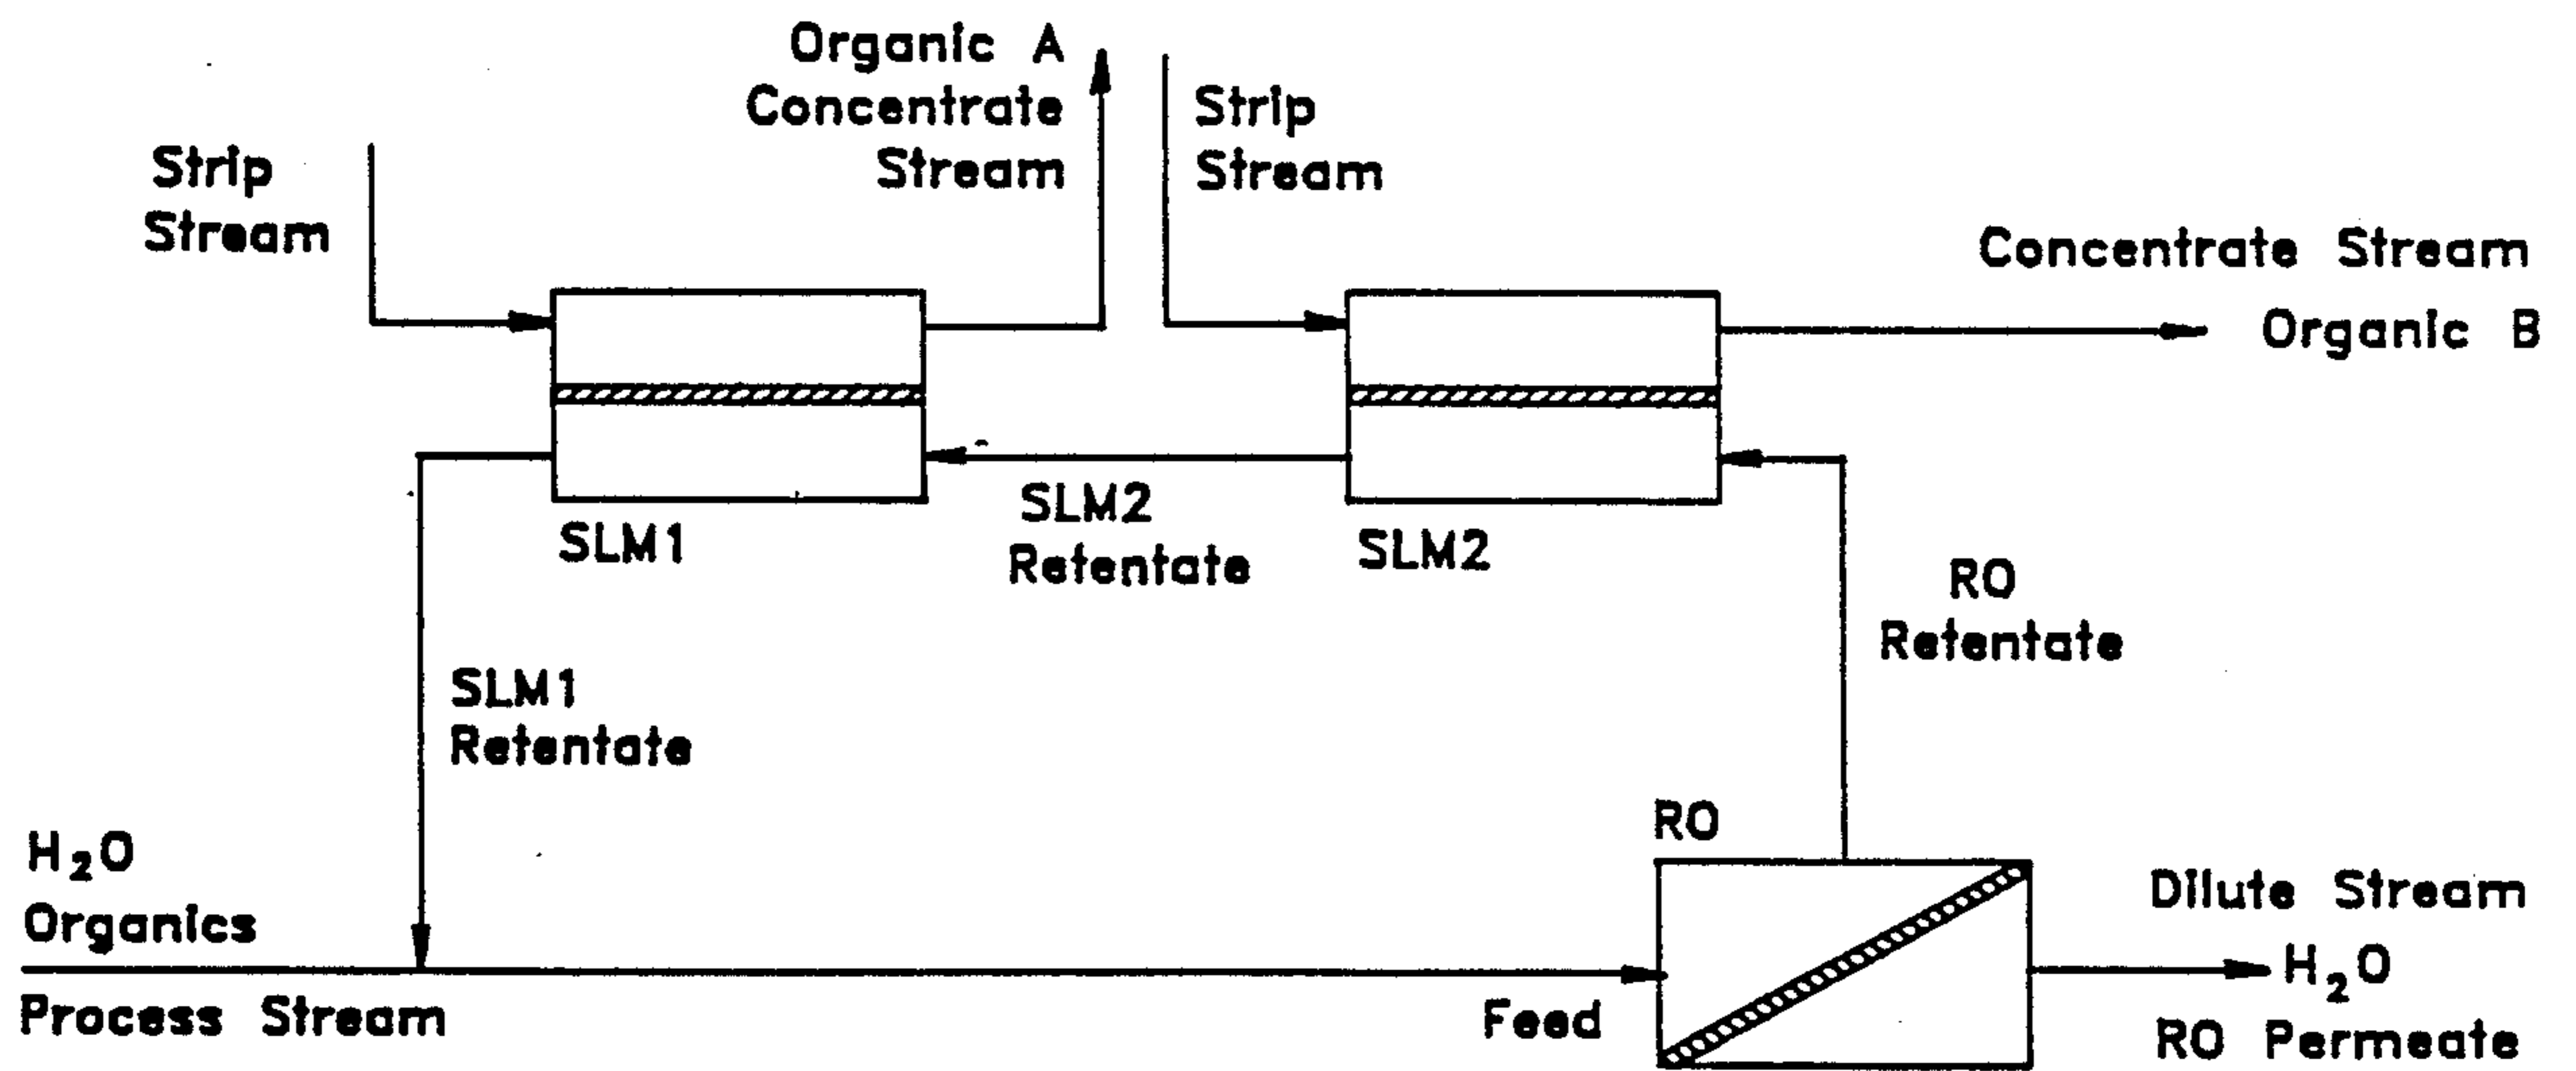 Organic A
Concentrate
Stream
Strip
Stream
Strip
Stream
Concentrate Stream
Organic B
SLM1
SLM2
Retentate
SLM2
RO
Retentate
SLM1
Retentate
RO
H₂O
Organics
Process Stream
Feed
Dilute Stream
H₂O
RO Permeate